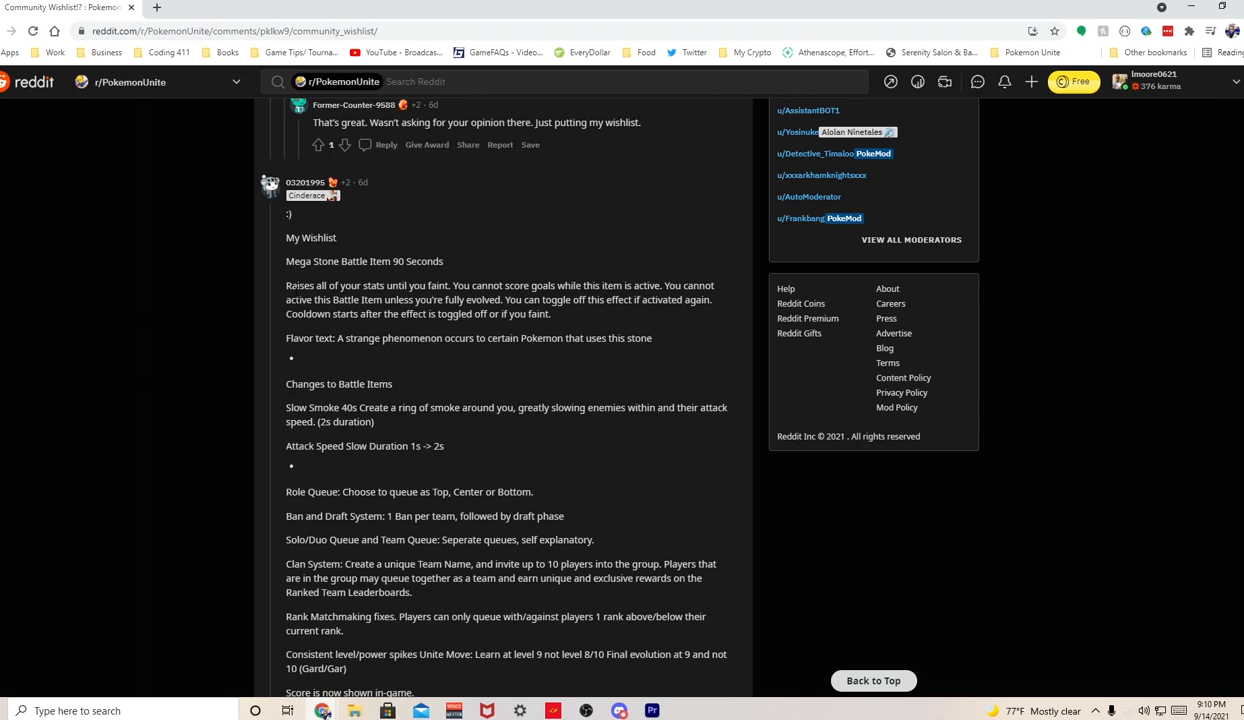 Community Wishlist!? : Pokemon
reddit.com/r/PokemonUnite/comments/pklkw9/community_wishlist/
Apps Work Business Coding 411 Books Game Tips/Tourna... YouTube - Broadcas... GameFAQs - Video... EveryDollar Food Twitter My Crypto Athenascope, Effort... Serenity Salon & Ba... Pokemon Unite Other bookmarks Reading
reddit r/PokemonUnite r/PokemonUnite Search Reddit Free lmoore0621
376 karma
Former-Counter-9588 +2 · 6d
That's great. Wasn't asking for your opinion there. Just putting my wishlist.
1 Reply Give Award Share Report Save
03201995 +2 · 6d
Cinderace
:)
My Wishlist
Mega Stone Battle Item 90 Seconds
Raises all of your stats until you faint. You cannot score goals while this item is active. You cannot
active this Battle Item unless you're fully evolved. You can toggle off this effect if activated again.
Cooldown starts after the effect is toggled off or if you faint.
Flavor text: A strange phenomenon occurs to certain Pokemon that uses this stone
•
Changes to Battle Items
Slow Smoke 40s Create a ring of smoke around you, greatly slowing enemies within and their attack
speed. (2s duration)
Attack Speed Slow Duration 1s -> 2s
•
Role Queue: Choose to queue as Top, Center or Bottom.
Ban and Draft System: 1 Ban per team, followed by draft phase
Solo/Duo Queue and Team Queue: Seperate queues, self explanatory.
Clan System: Create a unique Team Name, and invite up to 10 players into the group. Players that
are in the group may queue together as a team and earn unique and exclusive rewards on the
Ranked Team Leaderboards.
Rank Matchmaking fixes. Players can only queue with/against players 1 rank above/below their
current rank.
Consistent level/power spikes Unite Move: Learn at level 9 not level 8/10 Final evolution at 9 and not
10 (Gard/Gar)
Score is now shown in-game.
u/AssistantBOT1
u/Yosinuke Alolan Ninetales
u/Detective_Timaloo PokeMod
u/xxxarkhamknightsxxx
u/AutoModerator
u/Frankbang PokeMod
VIEW ALL MODERATORS
Help About
Reddit Coins Careers
Reddit Premium Press
Reddit Gifts Advertise
Blog
Terms
Content Policy
Privacy Policy
Mod Policy
Reddit Inc © 2021 . All rights reserved
Back to Top
Type here to search
77°F Mostly clear
9:10 PM
9/14/2021